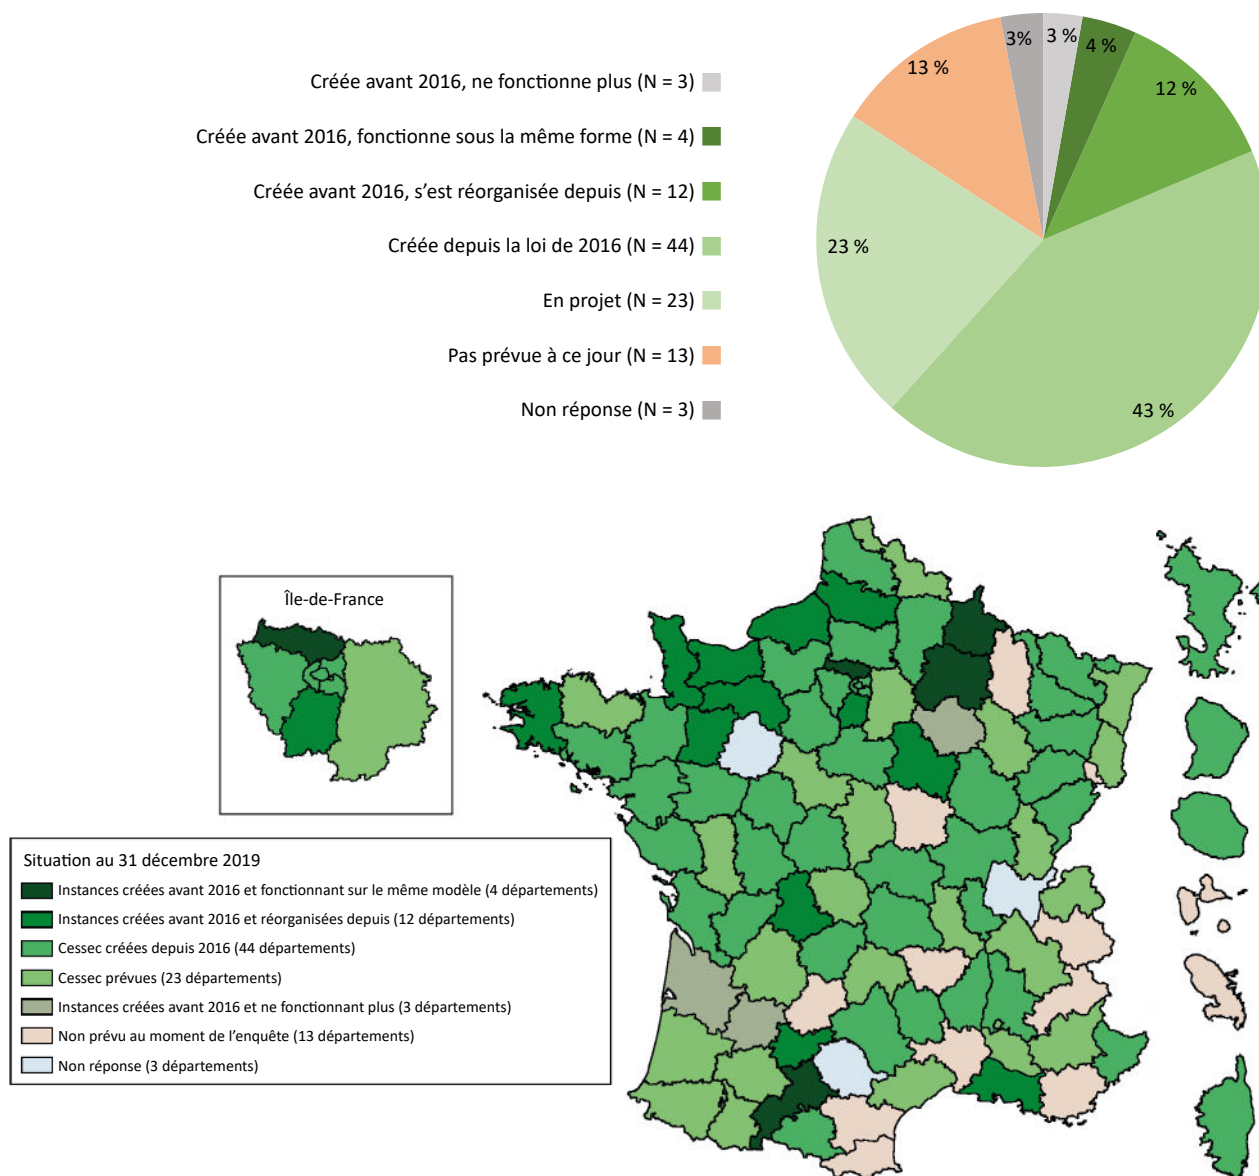 Créée avant 2016, ne fonctionne plus (N = 3)
Créée avant 2016, fonctionne sous la même forme (N = 4)
Créée avant 2016, s'est réorganisée depuis (N = 12)
Créée depuis la loi de 2016 (N = 44)
En projet (N = 23)
Pas prévue à ce jour (N = 13)
Non réponse (N = 3)
3%
3 %
4 %
12 %
13 %
23 %
43 %
Île-de-France
Situation au 31 décembre 2019
Instances créées avant 2016 et fonctionnant sur le même modèle (4 départements)
Instances créées avant 2016 et réorganisées depuis (12 départements)
Cessec créées depuis 2016 (44 départements)
Cessec prévues (23 départements)
Instances créées avant 2016 et ne fonctionnant plus (3 départements)
Non prévu au moment de l'enquête (13 départements)
Non réponse (3 départements)